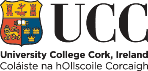 UCC
University College Cork, Ireland
Coláiste na hOllscoile Corcaigh